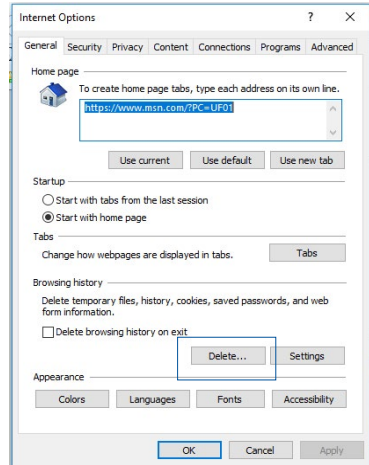 Internet Options ? X
General Security Privacy Content Connections Programs Advanced
Home page
To create home page tabs, type each address on its own line.
https://www.msn.com/?PC=UF01
Use current Use default Use new tab
Startup
Start with tabs from the last session
Start with home page
Tabs
Change how webpages are displayed in tabs. Tabs
Browsing history
Delete temporary files, history, cookies, saved passwords, and web
form information.
Delete browsing history on exit
Delete... Settings
Appearance
Colors Languages Fonts Accessibility
OK Cancel Apply